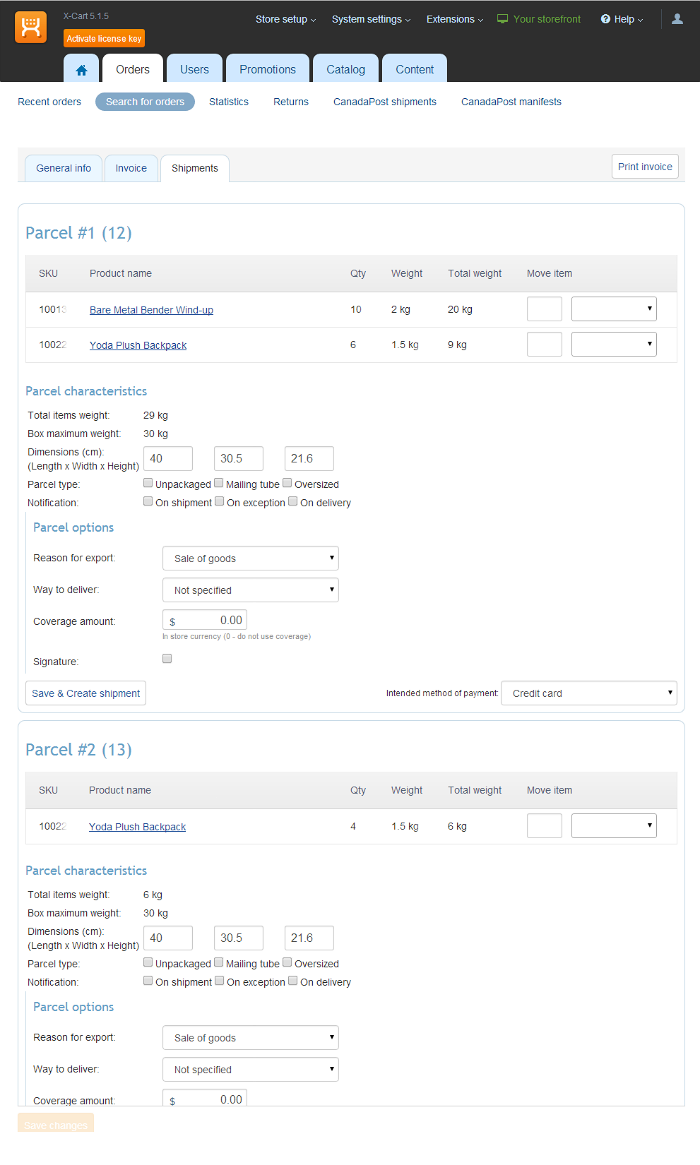 X-Cart 5.1.5
Activate license key
Store setup System settings Extensions Your storefront Help
Orders Users Promotions Catalog Content
Recent orders Search for orders Statistics Returns CanadaPost shipments CanadaPost manifests
General info Invoice Shipments Print invoice
Parcel #1 (12)
SKU Product name Qty Weight Total weight Move item
10013 Bare Metal Bender Wind-up 10 2 kg 20 kg
10022 Yoda Plush Backpack 6 1.5 kg 9 kg
Parcel characteristics
Total items weight: 29 kg
Box maximum weight: 30 kg
Dimensions (cm):
(Length x Width x Height) 40 30.5 21.6
Parcel type: Unpackaged Mailing tube Oversized
Notification: On shipment On exception On delivery
Parcel options
Reason for export: Sale of goods
Way to deliver: Not specified
Coverage amount: $ 0.00
In store currency (0 - do not use coverage)
Signature:
Save & Create shipment Intended method of payment: Credit card
Parcel #2 (13)
SKU Product name Qty Weight Total weight Move item
10022 Yoda Plush Backpack 4 1.5 kg 6 kg
Parcel characteristics
Total items weight: 6 kg
Box maximum weight: 30 kg
Dimensions (cm):
(Length x Width x Height) 40 30.5 21.6
Parcel type: Unpackaged Mailing tube Oversized
Notification: On shipment On exception On delivery
Parcel options
Reason for export: Sale of goods
Way to deliver: Not specified
Coverage amount: $ 0.00
Save changes